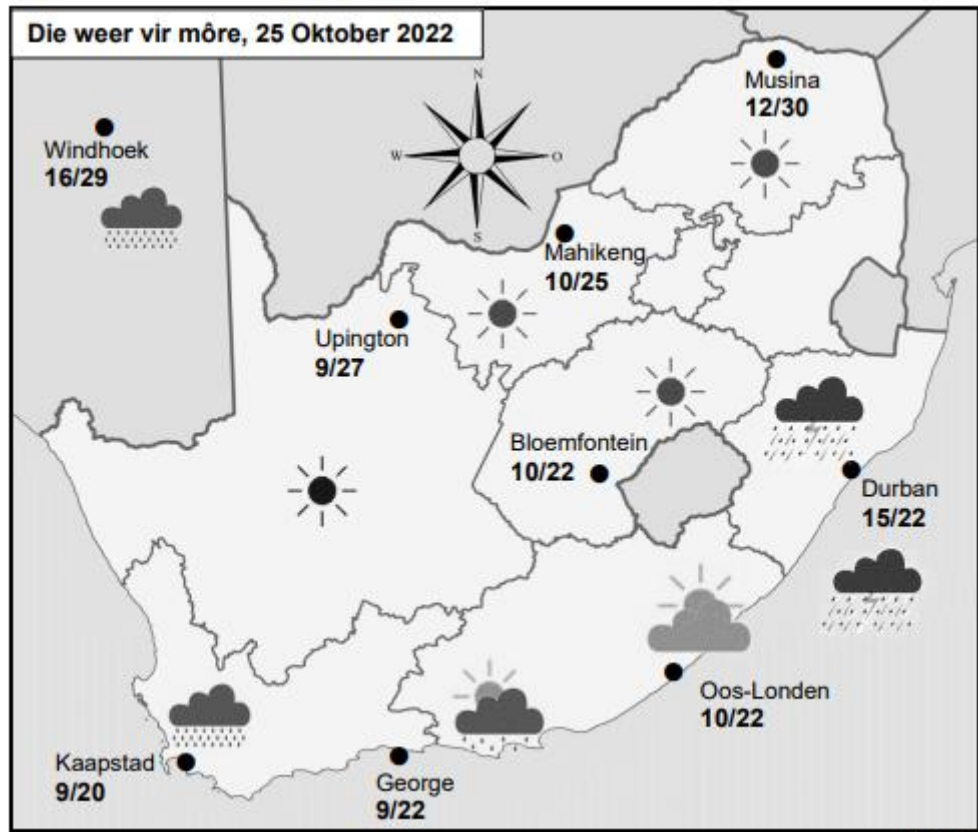 Die weer vir môre, 25 Oktober 2022
N
W
O
S
Musina
12/30
Windhoek
16/29
Mahikeng
10/25
Upington
9/27
Bloemfontein
10/22
Durban
15/22
Oos-Londen
10/22
Kaapstad
9/20
George
9/22